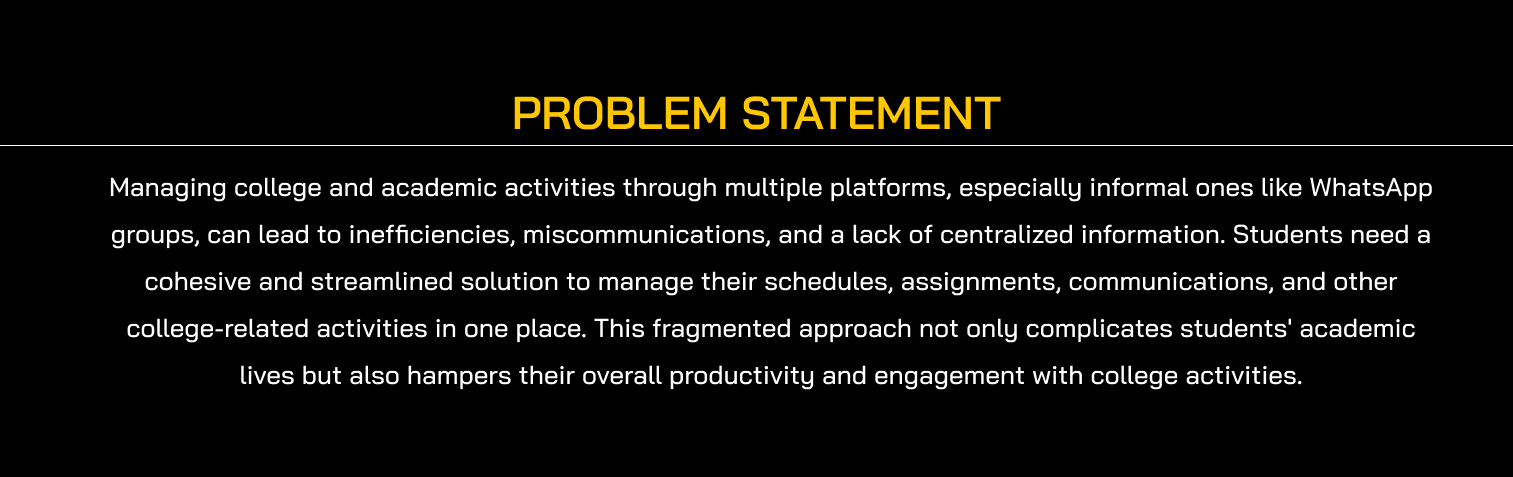 PROBLEM STATEMENT
Managing college and academic activities through multiple platforms, especially informal ones like WhatsApp
groups, can lead to inefficiencies, miscommunications, and a lack of centralized information. Students need a
cohesive and streamlined solution to manage their schedules, assignments, communications, and other
college-related activities in one place. This fragmented approach not only complicates students' academic
lives but also hampers their overall productivity and engagement with college activities.